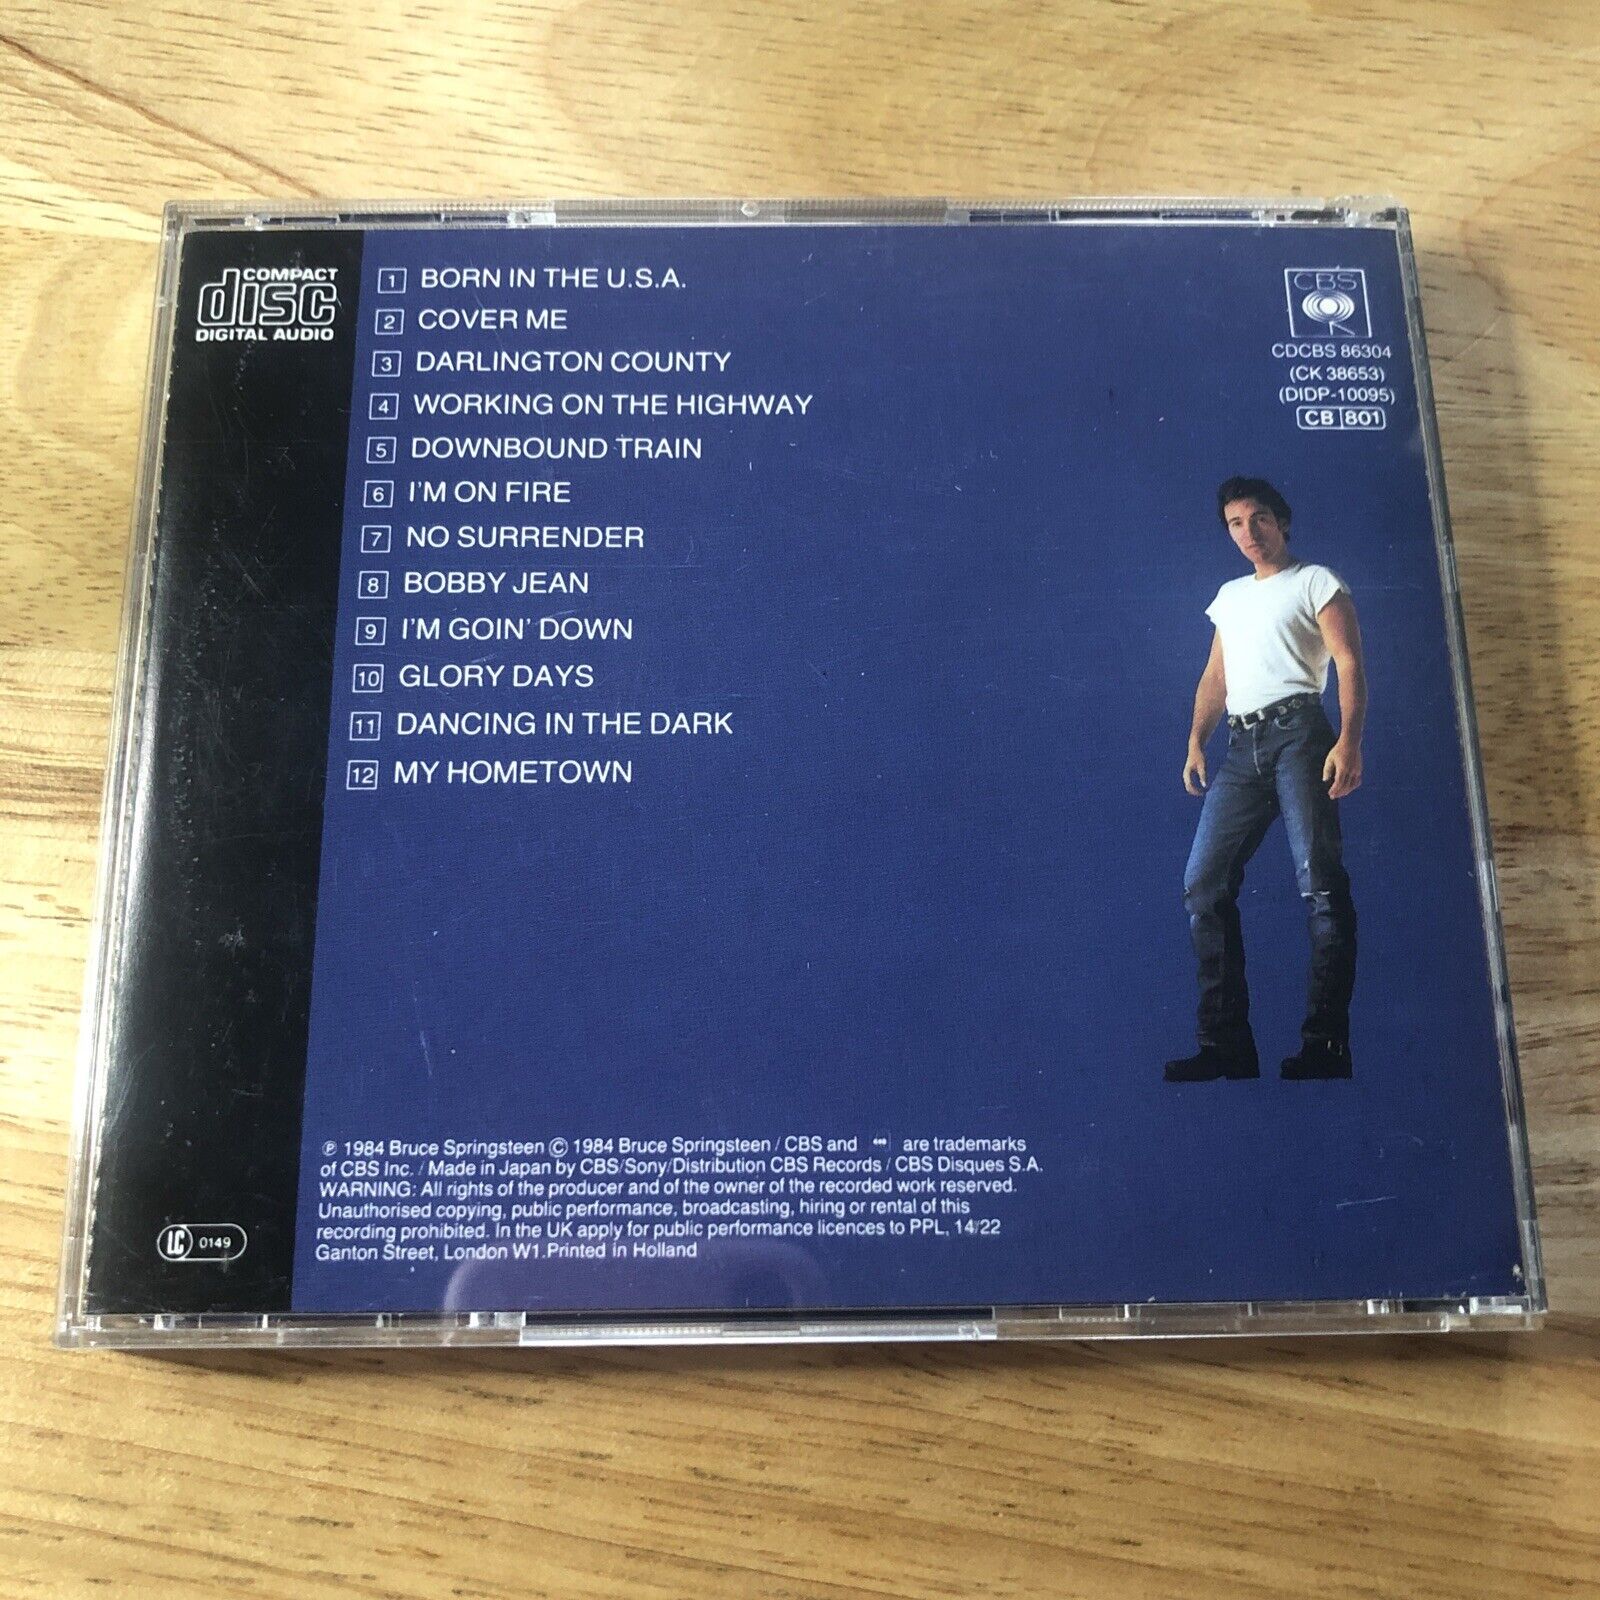 COMPACT
disc
DIGITAL AUDIO
1 BORN IN THE U.S.A.
2 COVER ME
3 DARLINGTON COUNTY
4 WORKING ON THE HIGHWAY
5 DOWNBOUND TRAIN
6 I'M ON FIRE
7 NO SURRENDER
8 BOBBY JEAN
9 I'M GOIN' DOWN
10 GLORY DAYS
11 DANCING IN THE DARK
12 MY HOMETOWN
CBS
CDCBS 86304
(CK 38653)
(DIDP-10095)
CB 801
℗ 1984 Bruce Springsteen © 1984 Bruce Springsteen / CBS and are trademarks
of CBS Inc. / Made in Japan by CBS/Sony/Distribution CBS Records / CBS Disques S.A.
WARNING: All rights of the producer and of the owner of the recorded work reserved.
Unauthorised copying, public performance, broadcasting, hiring or rental of this
recording prohibited. In the UK apply for public performance licences to PPL, 14/22
Ganton Street, London W1.Printed in Holland
LC 0149